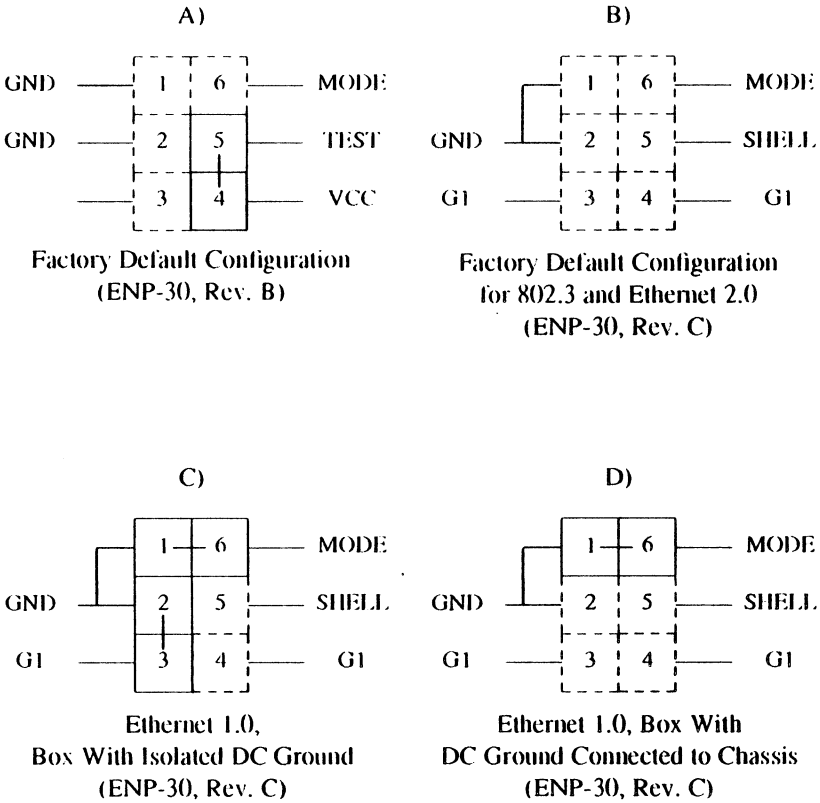 A)
GND 1 6 MODE
GND 2 5 TEST
3 4 VCC
Factory Default Configuration
(ENP-30, Rev. B)
B)
1 6 MODE
GND 2 5 SHELL
G1 3 4 G1
Factory Default Configuration
for 802.3 and Ethernet 2.0
(ENP-30, Rev. C)
C)
1 6 MODE
GND 2 5 SHELL
G1 3 4 G1
Ethernet 1.0,
Box With Isolated DC Ground
(ENP-30, Rev. C)
D)
1 6 MODE
GND 2 5 SHELL
G1 3 4 G1
Ethernet 1.0, Box With
DC Ground Connected to Chassis
(ENP-30, Rev. C)